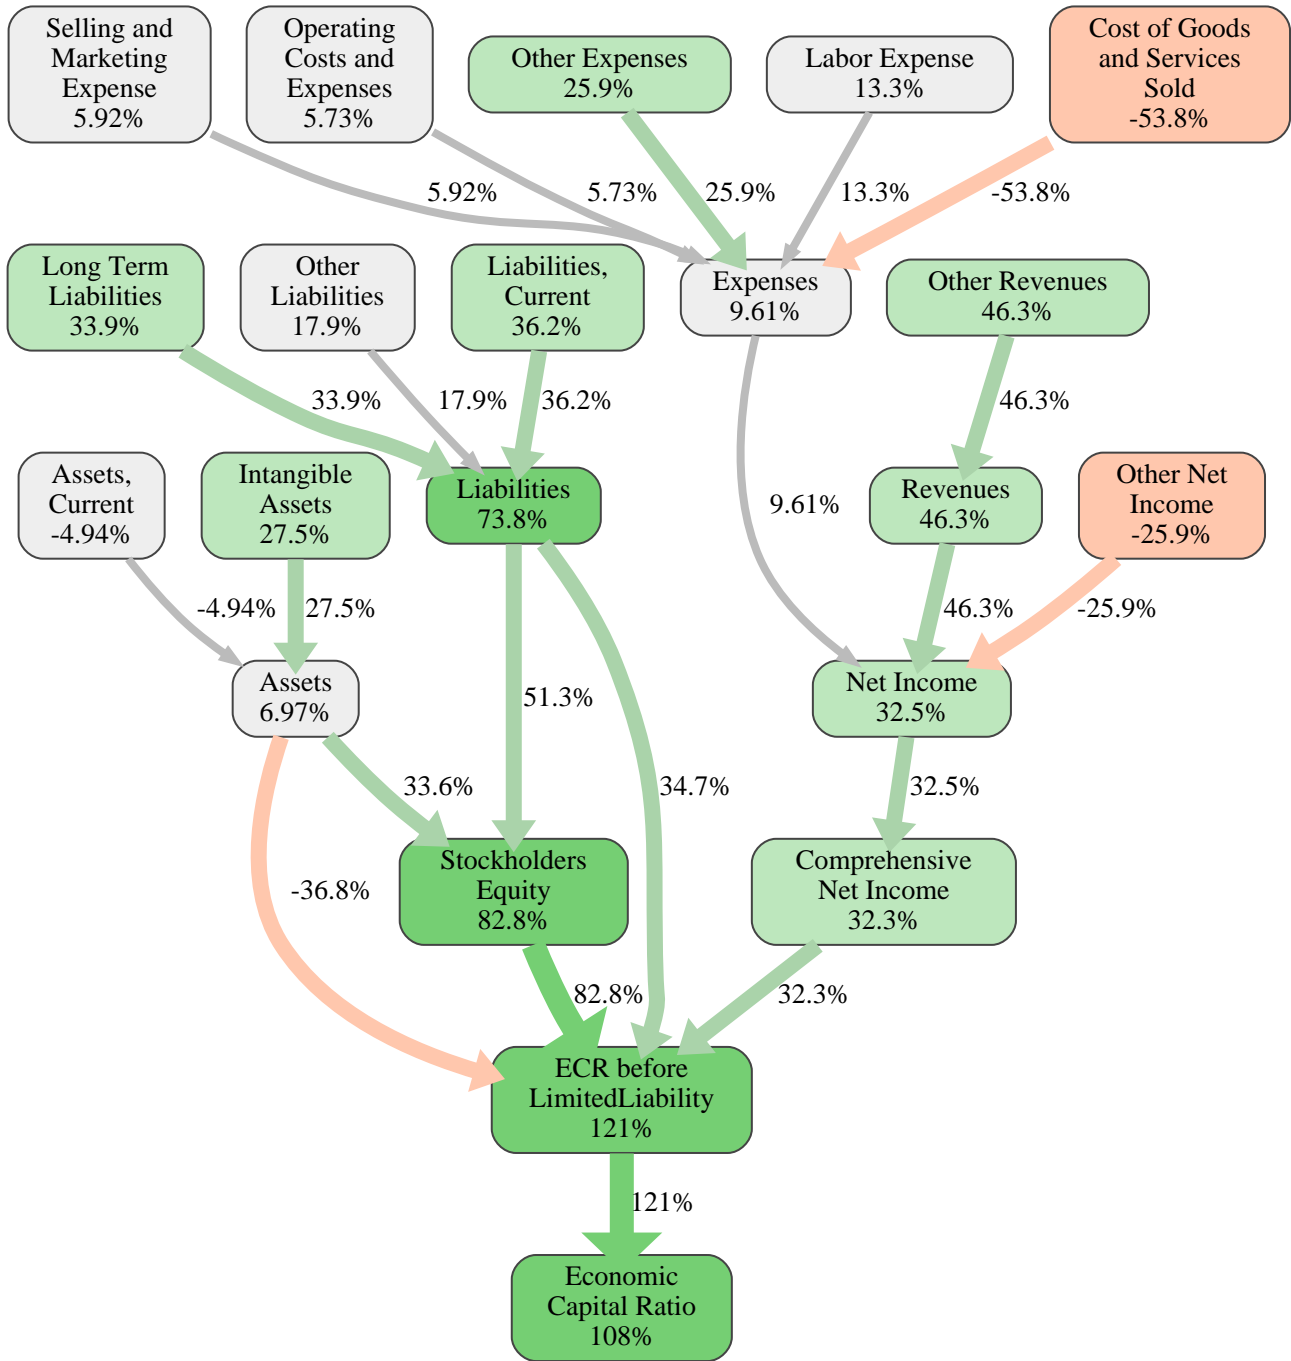 Selling and
Marketing
Expense
5.92%
Operating
Costs and
Expenses
5.73%
Other Expenses
25.9%
Labor Expense
13.3%
Cost of Goods
and Services
Sold
-53.8%
5.92%
5.73%
25.9%
13.3%
-53.8%
Long Term
Liabilities
33.9%
Other
Liabilities
17.9%
Liabilities,
Current
36.2%
Expenses
9.61%
Other Revenues
46.3%
33.9%
17.9%
36.2%
46.3%
Assets,
Current
-4.94%
Intangible
Assets
27.5%
Liabilities
73.8%
9.61%
Revenues
46.3%
Other Net
Income
-25.9%
-4.94%
27.5%
46.3%
-25.9%
Assets
6.97%
51.3%
Net Income
32.5%
33.6%
34.7%
32.5%
-36.8%
Stockholders
Equity
82.8%
Comprehensive
Net Income
32.3%
82.8%
32.3%
ECR before
LimitedLiability
121%
121%
Economic
Capital Ratio
108%